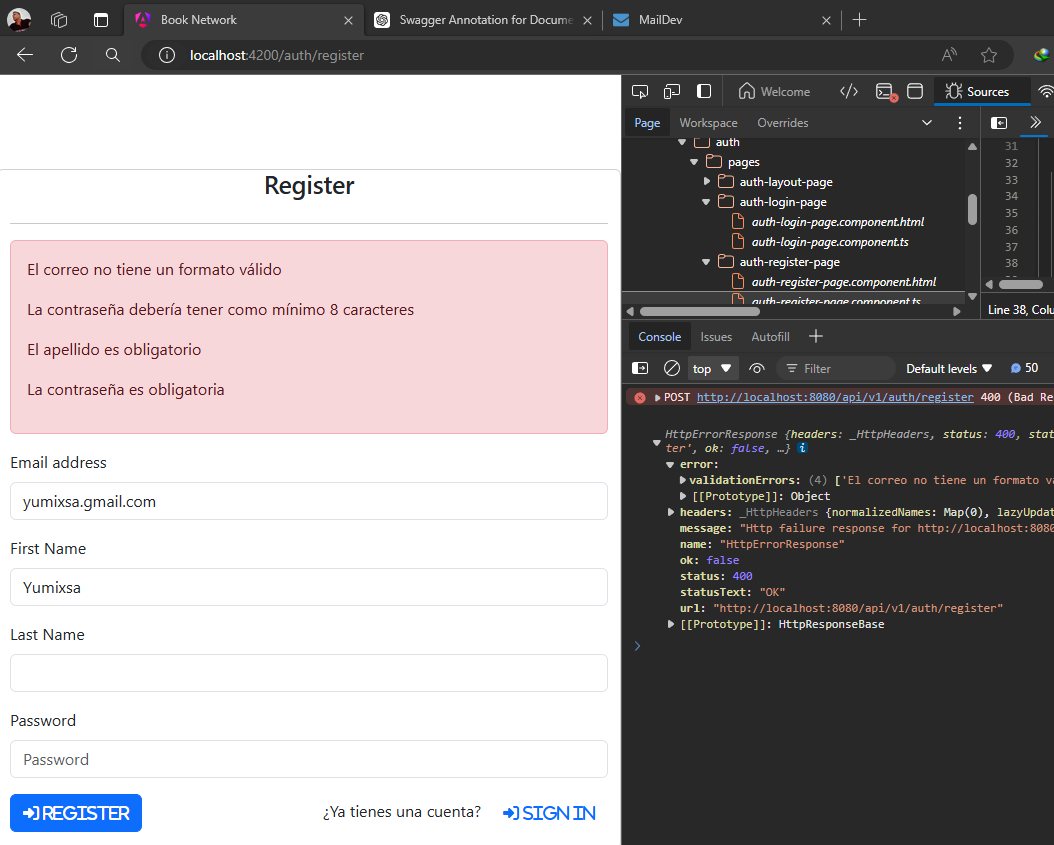 Book Network
Swagger Annotation for Docume
MailDev
localhost:4200/auth/register
Register
El correo no tiene un formato válido
La contraseña debería tener como mínimo 8 caracteres
El apellido es obligatorio
La contraseña es obligatoria
Email address
yumixsa.gmail.com
First Name
Yumixsa
Last Name
Password
Password
REGISTER
¿Ya tienes una cuenta?
SIGN IN
Welcome
Sources
Page
Workspace
Overrides
auth
pages
auth-layout-page
auth-login-page
auth-login-page.component.html
auth-login-page.component.ts
auth-register-page
auth-register-page.component.html
auth-register-page.component.ts
31
32
33
34
35
36
37
38
Line 38, Colu
Console
Issues
Autofill
top
Filter
Default levels
50
POST http://localhost:8080/api/v1/auth/register 400 (Bad Re
HttpErrorResponse {headers: _HttpHeaders, status: 400, stat
ter', ok: false, …}
error:
validationErrors: (4) ['El correo no tiene un formato va
[[Prototype]]: Object
headers: _HttpHeaders {normalizedNames: Map(0), lazyUpdat
message: "Http failure response for http://localhost:8080
name: "HttpErrorResponse"
ok: false
status: 400
statusText: "OK"
url: "http://localhost:8080/api/v1/auth/register"
[[Prototype]]: HttpResponseBase